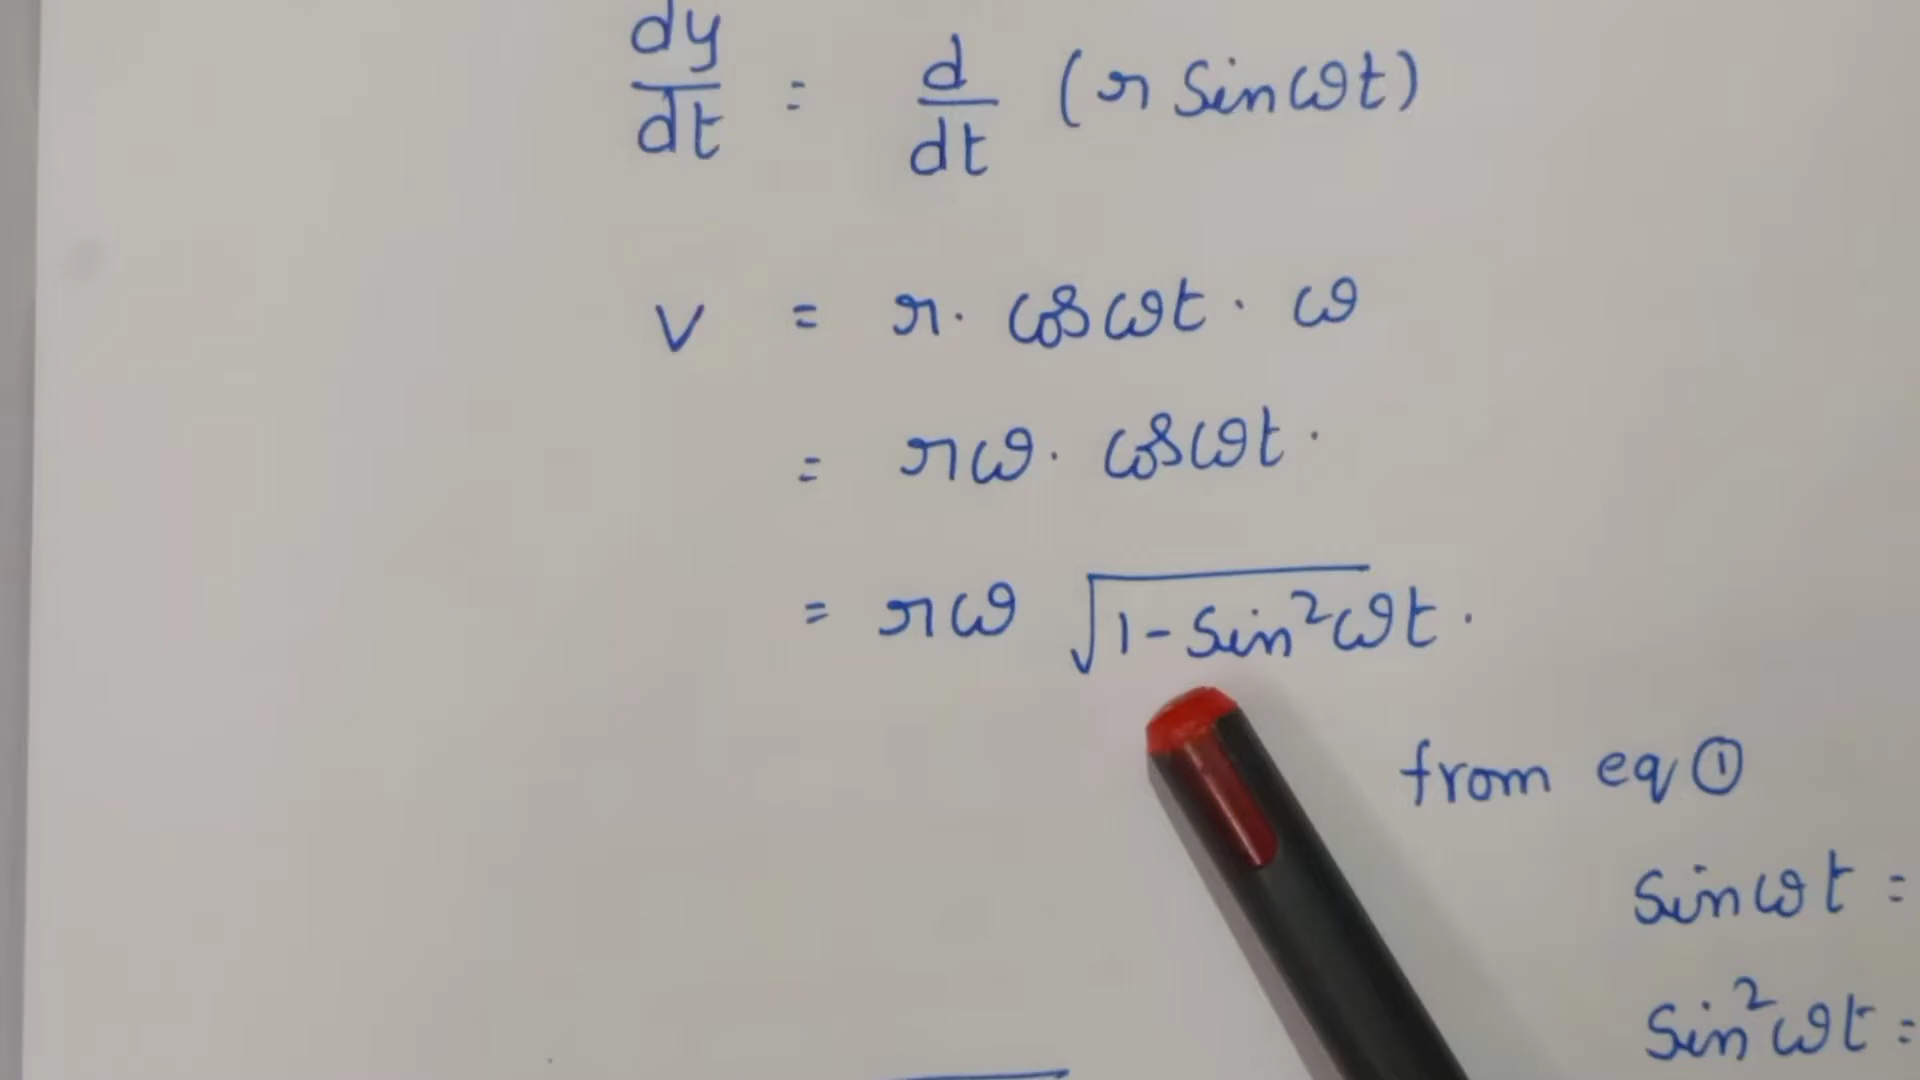 dy/dt = d/dt (r Sinωt)
v = r. cosωt . ω
= rω. cosωt .
= rω √1-Sin²ωt .
from eq ①
Sinωt =
Sin²ωt =